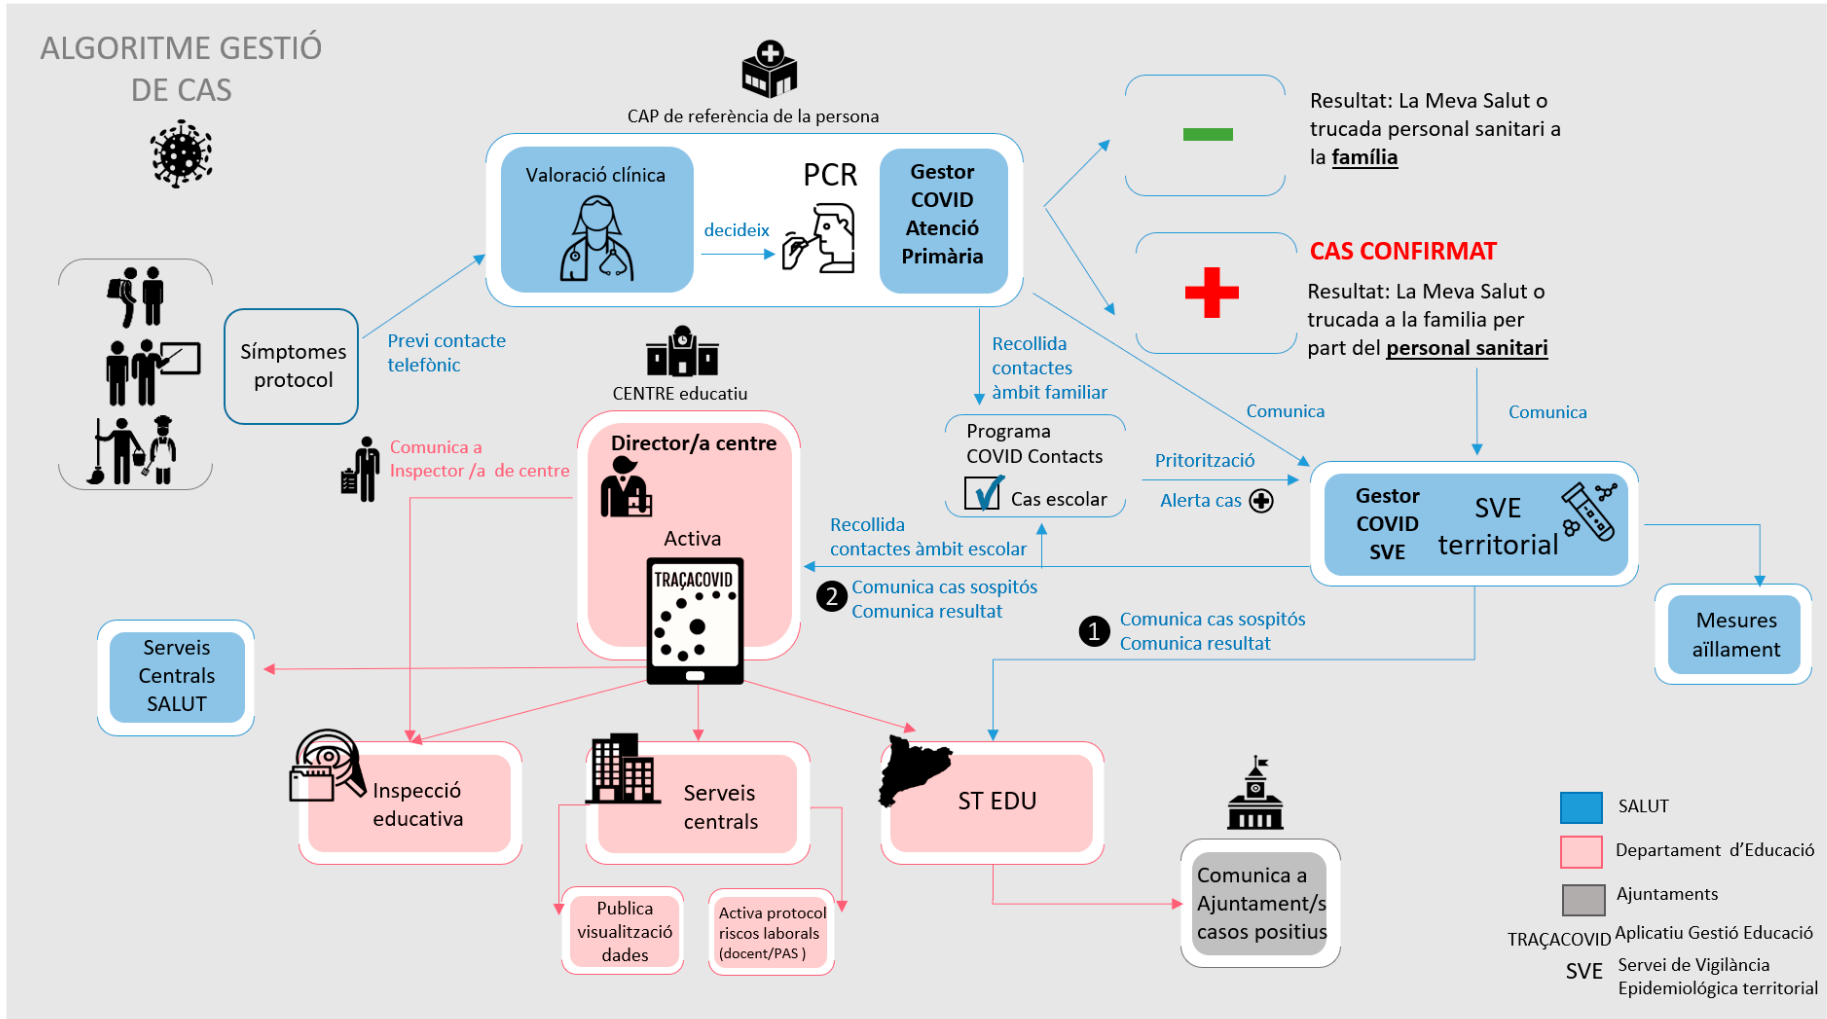 ALGORITME GESTIÓ
DE CAS
CAP de referència de la persona
Valoració clínica
decideix
PCR
Gestor
COVID
Atenció
Primària
Resultat: La Meva Salut o
trucada personal sanitari a
la família
CAS CONFIRMAT
Resultat: La Meva Salut o
trucada a la familia per
part del personal sanitari
Símptomes
protocol
Previ contacte
telefònic
CENTRE educatiu
Director/a centre
Activa
TRAÇACOVID
Comunica a
Inspector /a de centre
Recollida
contactes
àmbit familiar
Programa
COVID Contacts
Cas escolar
Comunica
Comunica
Pritorització
Alerta cas
Gestor
COVID
SVE
SVE
territorial
Recollida
contactes àmbit escolar
2
Comunica cas sospitós
Comunica resultat
1
Comunica cas sospitós
Comunica resultat
Mesures
aïllament
Serveis
Centrals
SALUT
Inspecció
educativa
Serveis
centrals
ST EDU
Publica
visualització
dades
Activa protocol
riscos laborals
(docent/PAS )
Comunica a
Ajuntament/s
casos positius
SALUT
Departament d’Educació
Ajuntaments
TRAÇACOVID Aplicatiu Gestió Educació
SVE Servei de Vigilància
Epidemiológica territorial